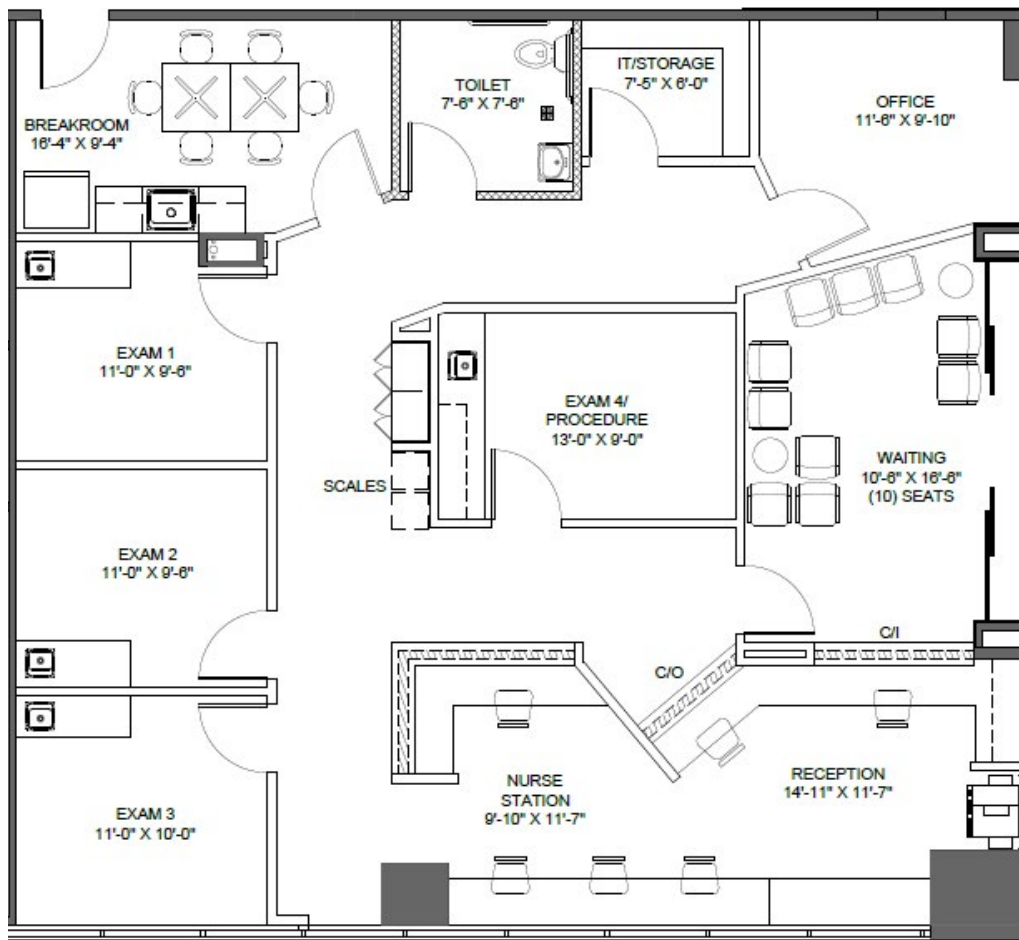 TOILET
7'-6" X 7'-6"
IT/STORAGE
7'-5" X 6'-0"
OFFICE
11'-6" X 9'-10"
BREAKROOM
16'-4" X 9'-4"
EXAM 1
11'-0" X 9'-6"
EXAM 4/
PROCEDURE
13'-0" X 9'-0"
WAITING
10'-6" X 16'-6"
(10) SEATS
SCALES
EXAM 2
11'-0" X 9'-6"
C/I
C/O
NURSE
STATION
9'-10" X 11'-7"
RECEPTION
14'-11" X 11'-7"
EXAM 3
11'-0" X 10'-0"